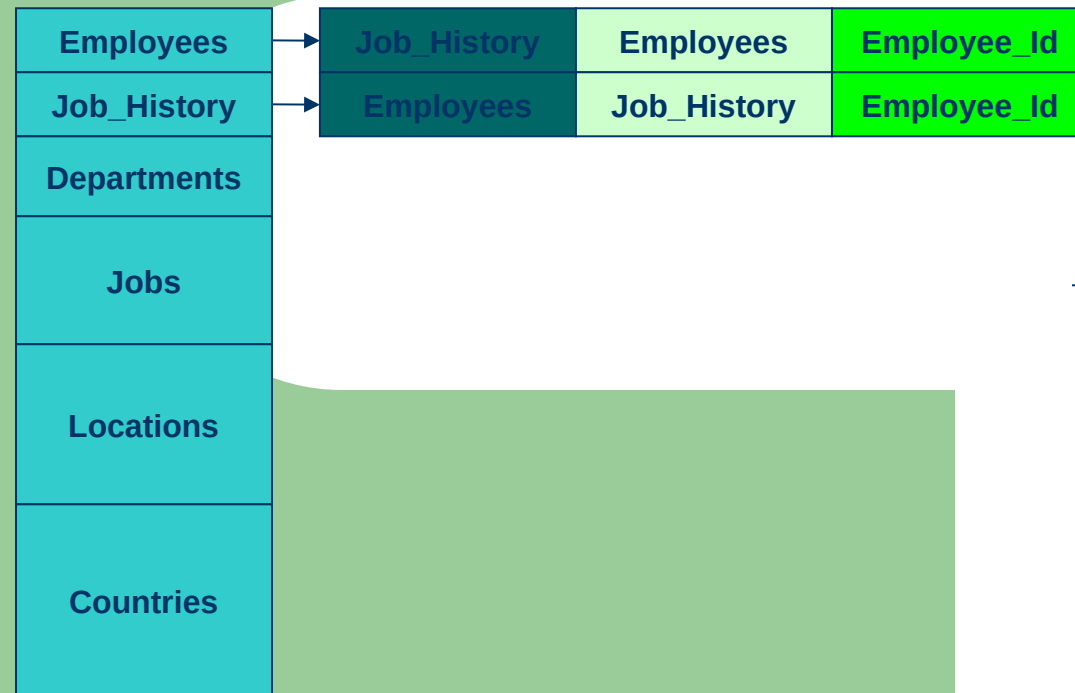 Employees Job_History Employees Employee_Id
Job_History Employees Job_History Employee_Id
Departments
Jobs
Locations
Countries